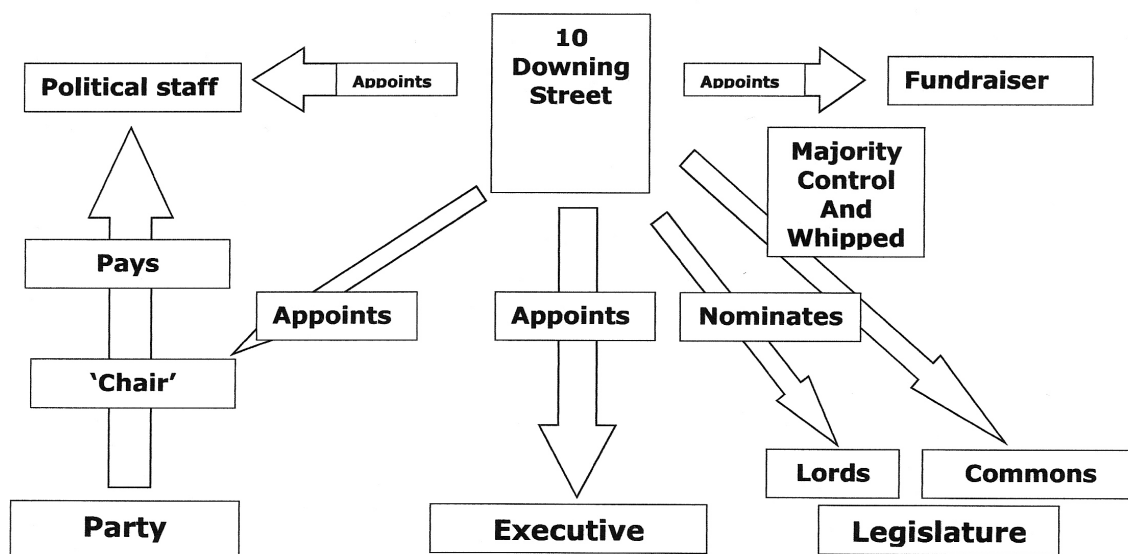 10
Downing
Street
Political staff
Appoints
Appoints
Fundraiser
Majority
Control
And
Whipped
Pays
Appoints
Appoints
Nominates
‘Chair’
Lords
Commons
Party
Executive
Legislature